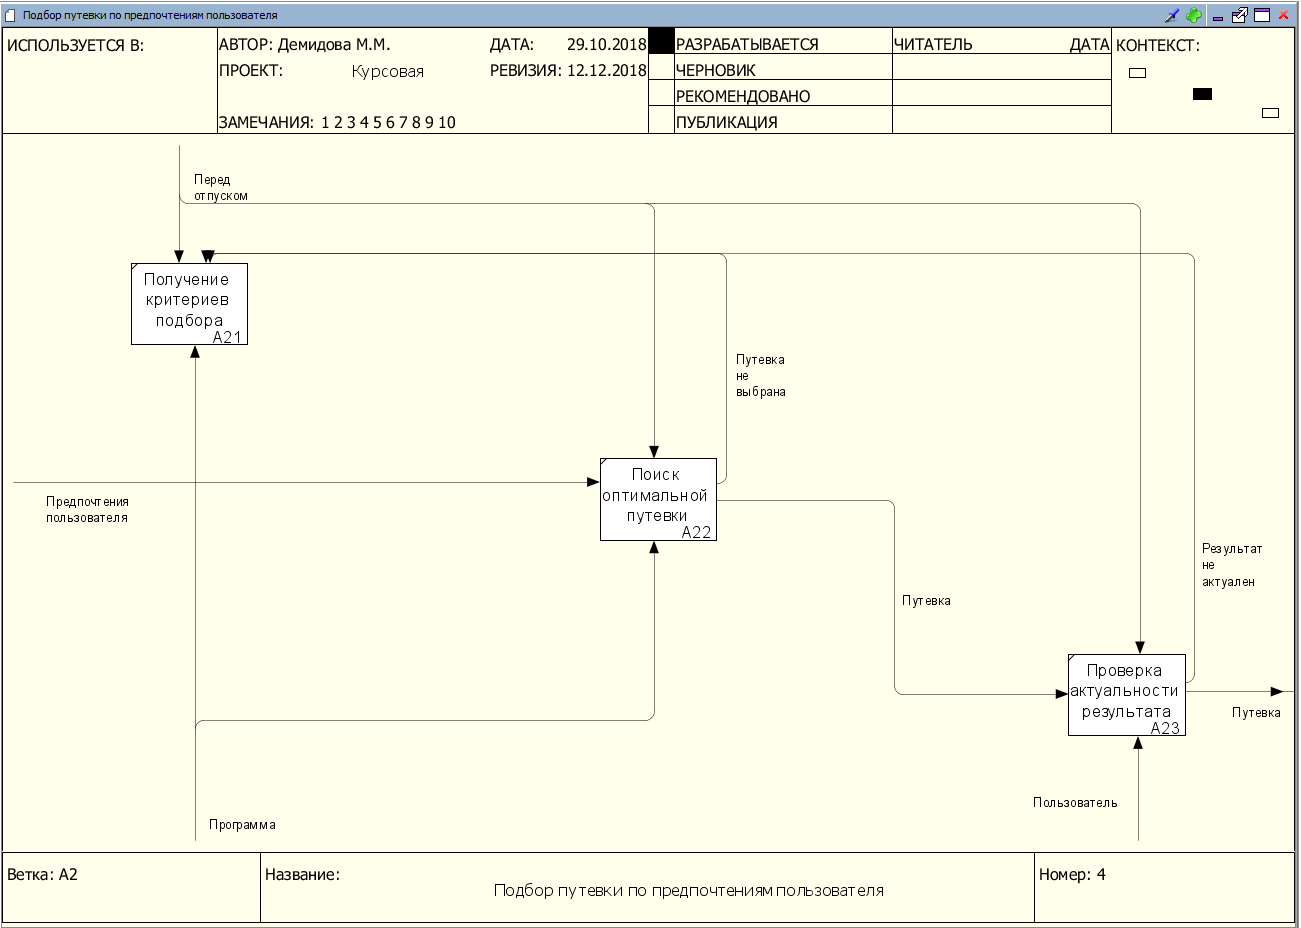 Подбор путевки по предпочтениям пользователя
ИСПОЛЬЗУЕТСЯ В:
АВТОР: Демидова М.М.
ДАТА: 29.10.2018
ПРОЕКТ: Курсовая
РЕВИЗИЯ: 12.12.2018
ЗАМЕЧАНИЯ: 1 2 3 4 5 6 7 8 9 10
РАЗРАБАТЫВАЕТСЯ
ЧЕРНОВИК
РЕКОМЕНДОВАНО
ПУБЛИКАЦИЯ
ЧИТАТЕЛЬ
ДАТА
КОНТЕКСТ:
Перед
отпуском
Получение
критериев
подбора
A21
Путевка
не
выбрана
Поиск
оптимальной
путевки
A22
Предпочтения
пользователя
Результат
не
актуален
Путевка
Проверка
актуальности
результата
A23
Путевка
Пользователь
Программа
Ветка: A2
Название:
Подбор путевки по предпочтениям пользователя
Номер: 4